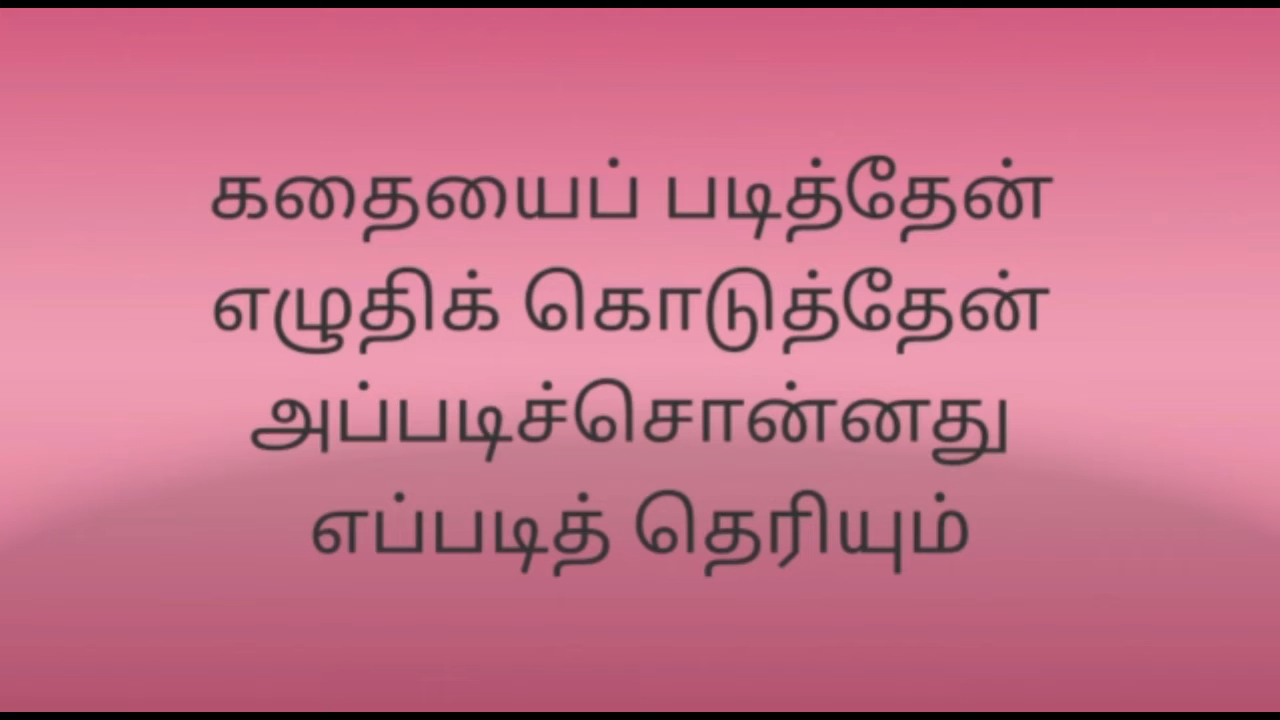 கதையைப் படித்தேன்
எழுதிக் கொடுத்தேன்
அப்படிச்சொன்னது
எப்படித் தெரியும்